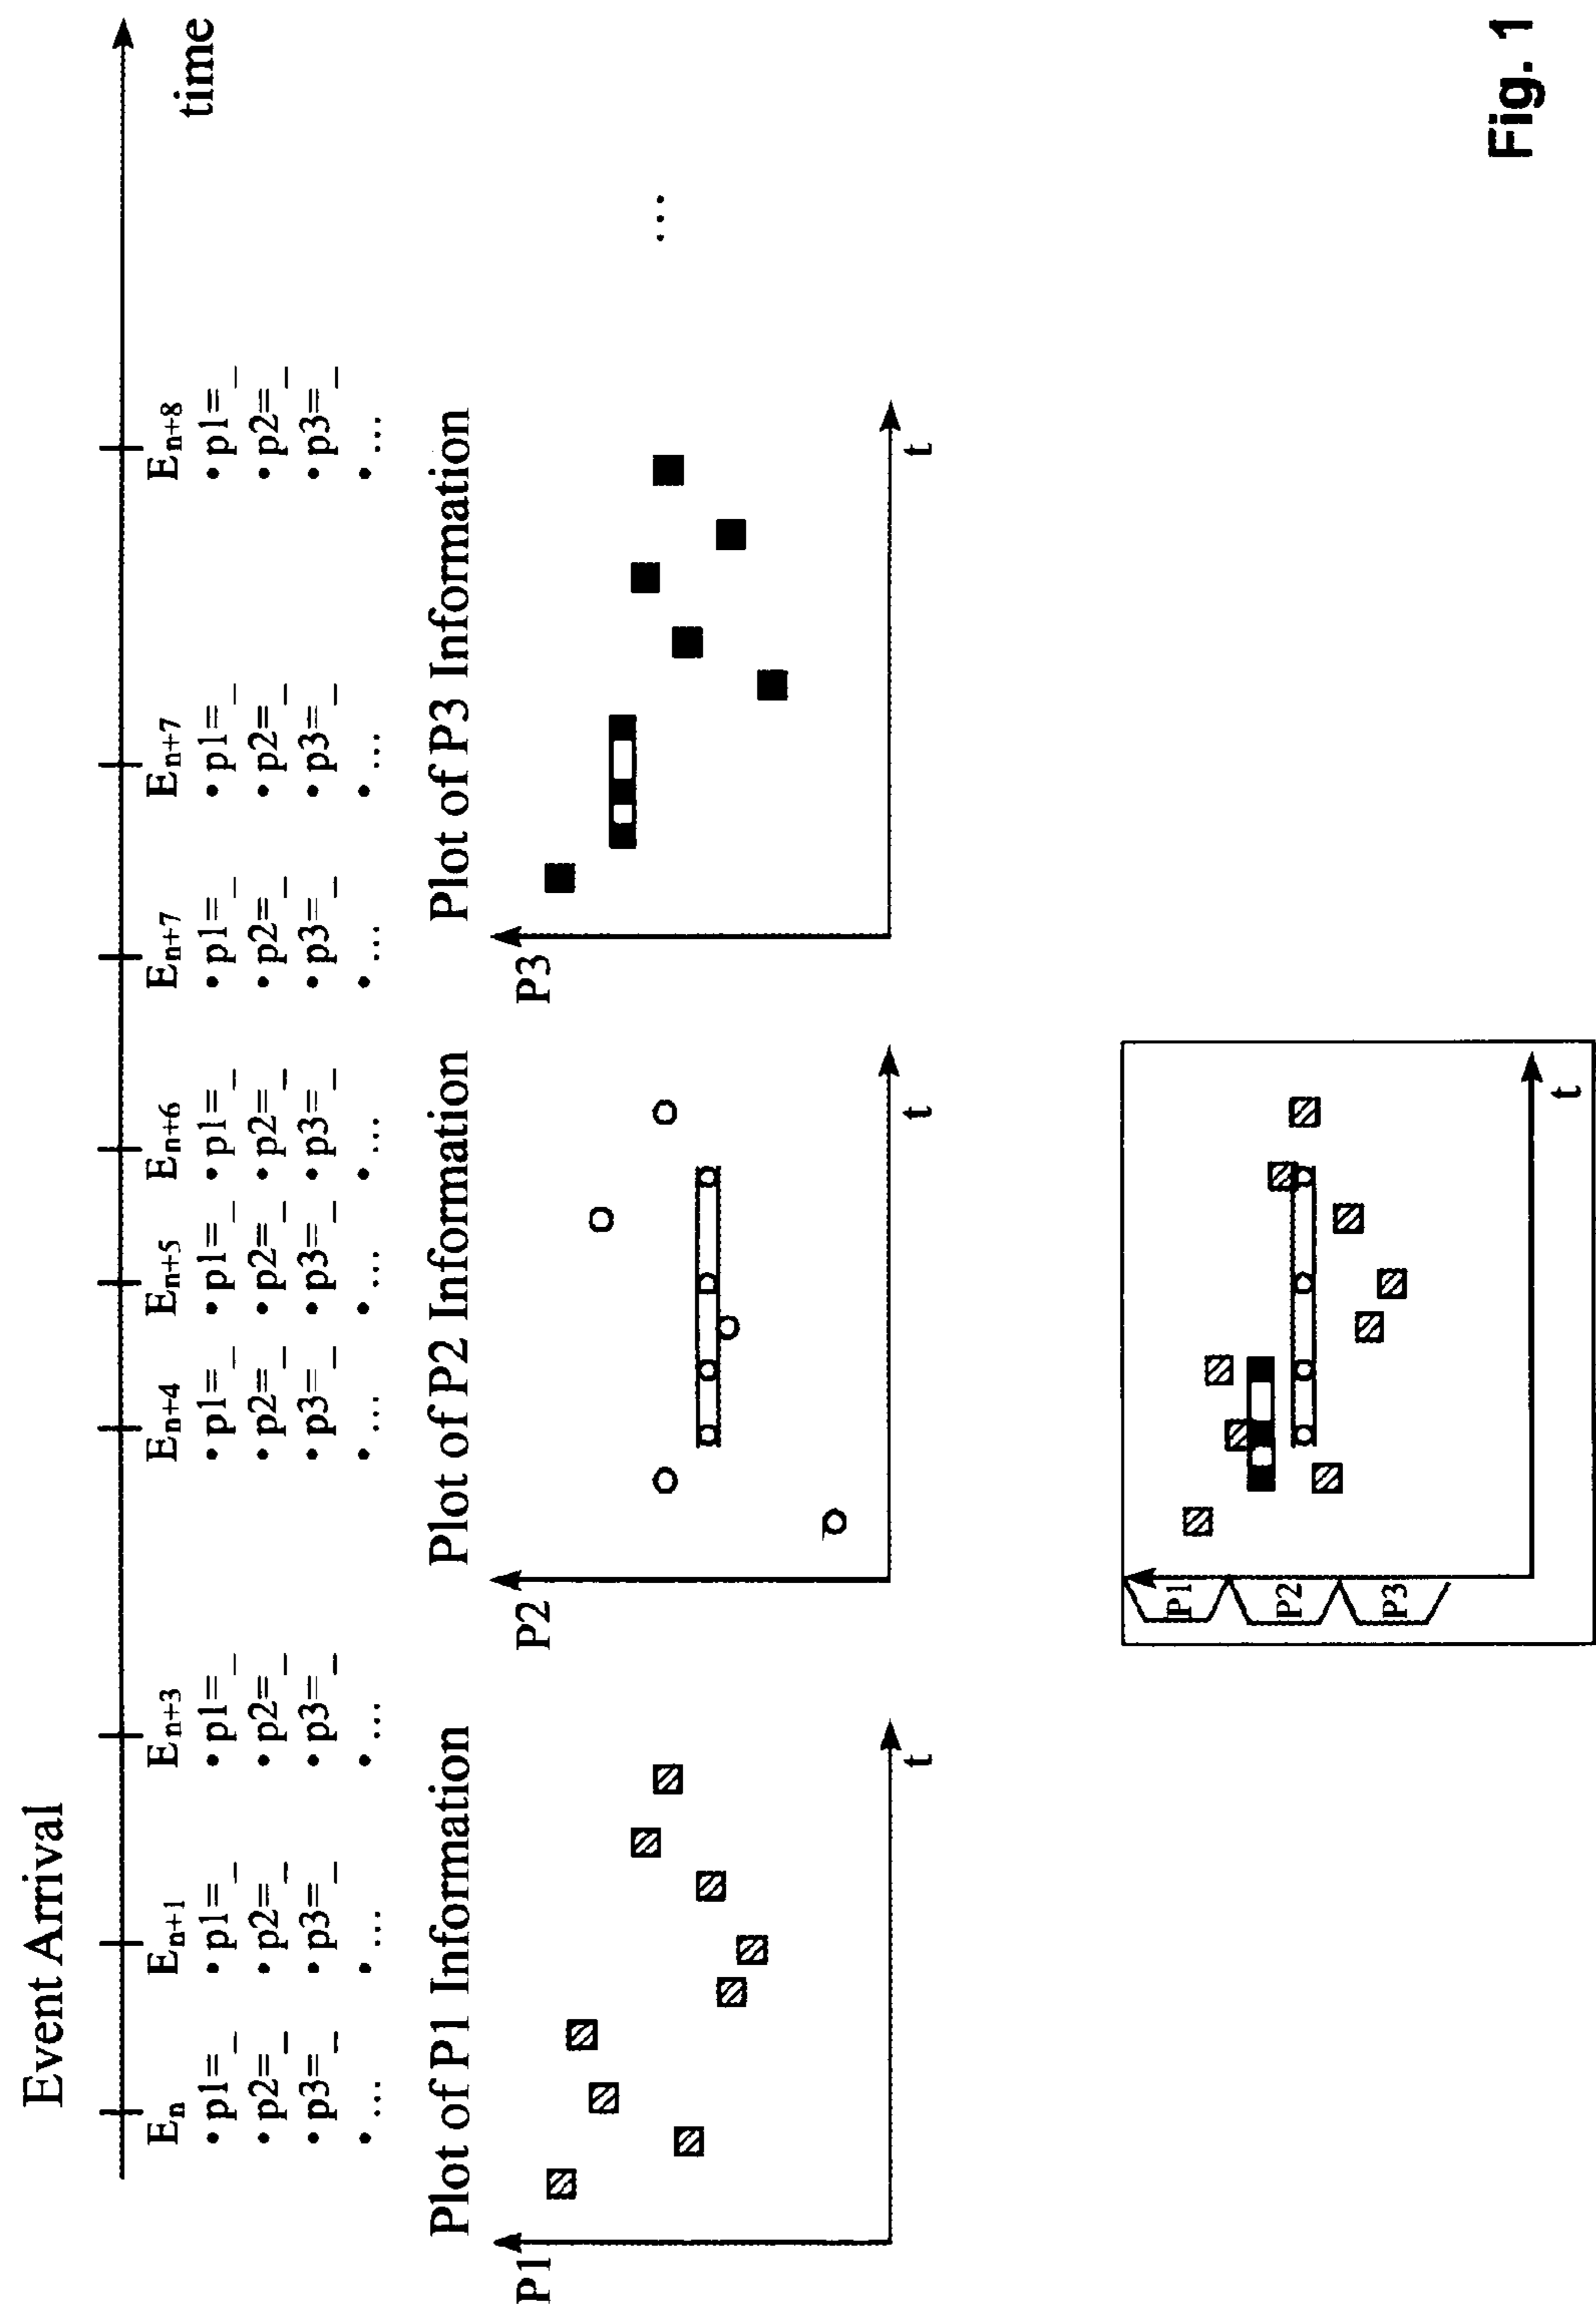 Event Arrival
time
Eₙ Eₙ₊₁ Eₙ₊₃ Eₙ₊₄ Eₙ₊₅ Eₙ₊₆ Eₙ₊₇ Eₙ₊₇ Eₙ₊₈
• p1= _ • p1= _ • p1= _ • p1= _ • p1= _ • p1= _ • p1= _ • p1= _ • p1= _
• p2= _ • p2= _ • p2= _ • p2= _ • p2= _ • p2= _ • p2= _ • p2= _ • p2= _
• p3= _ • p3= _ • p3= _ • p3= _ • p3= _ • p3= _ • p3= _ • p3= _ • p3= _
• ... • ... • ... • ... • ... • ... • ... • ... • ...
Plot of P1 Information
P1
t
Plot of P2 Information
P2
t
Plot of P3 Information
P3
t
...
P1
P2
P3
t
Fig. 1